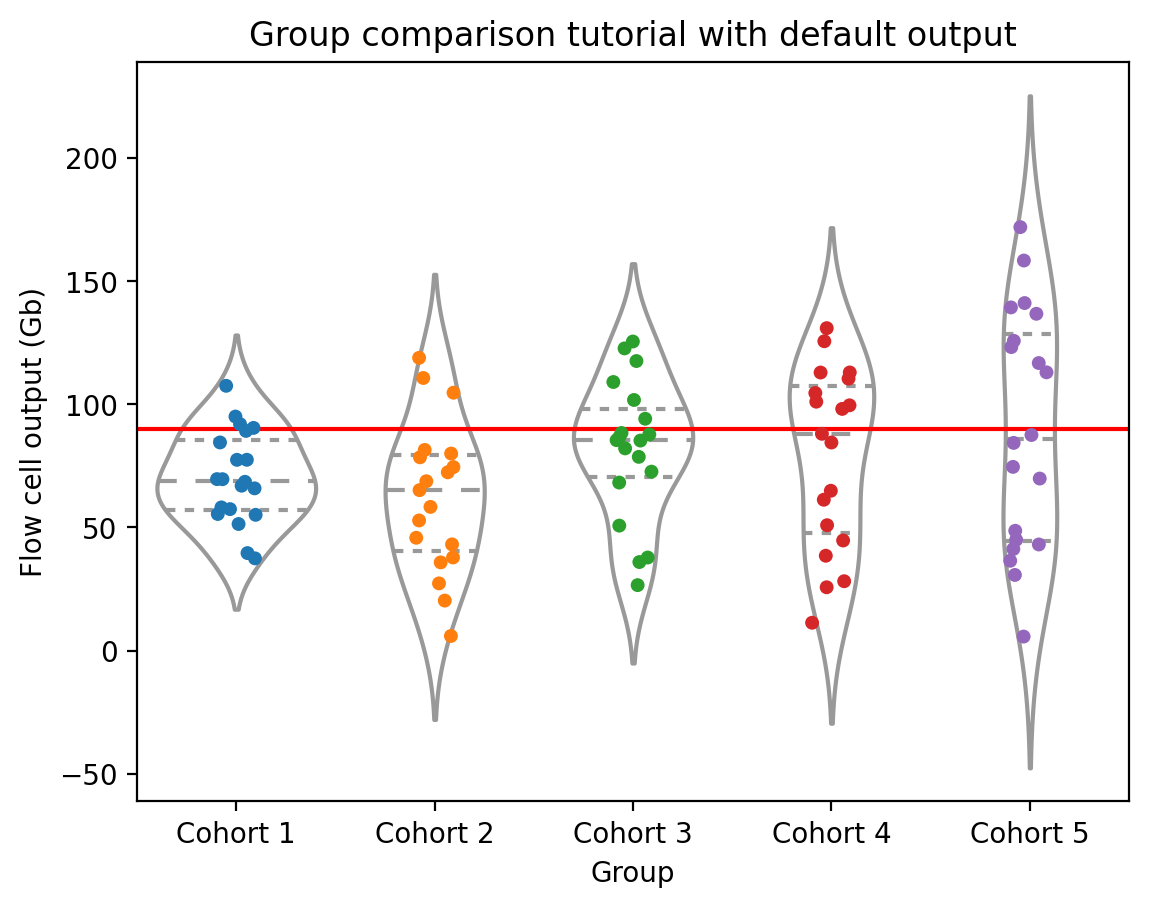 Group comparison tutorial with default output
Flow cell output (Gb)
200
150
100
50
0
−50
Cohort 1
Cohort 2
Cohort 3
Cohort 4
Cohort 5
Group